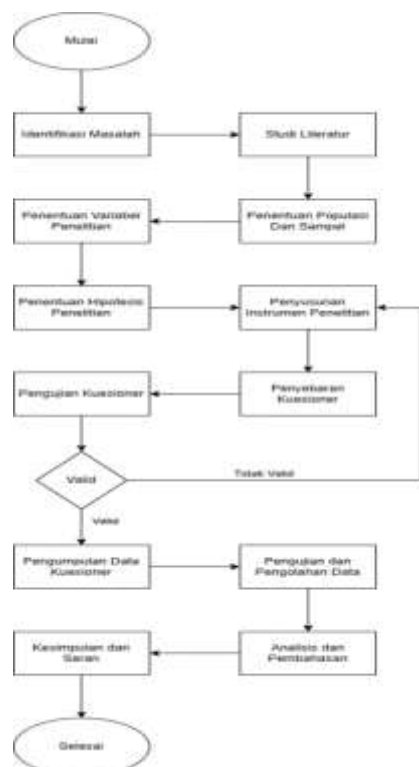 Mulai
Identifikasi Masalah
Studi Literatur
Penentuan Populasi
Dan Sampel
Penentuan Variabel
Penelitian
Penentuan Hipotesis
Penelitian
Penyusunan
Instrumen Penelitian
Penyebaran
Kuesioner
Pengujian Kuesioner
Valid
Tidak Valid
Valid
Pengumpulan Data
Kuesioner
Pengujian dan
Pengolahan Data
Analisis dan
Pembahasan
Kesimpulan dan
Saran
Selesai